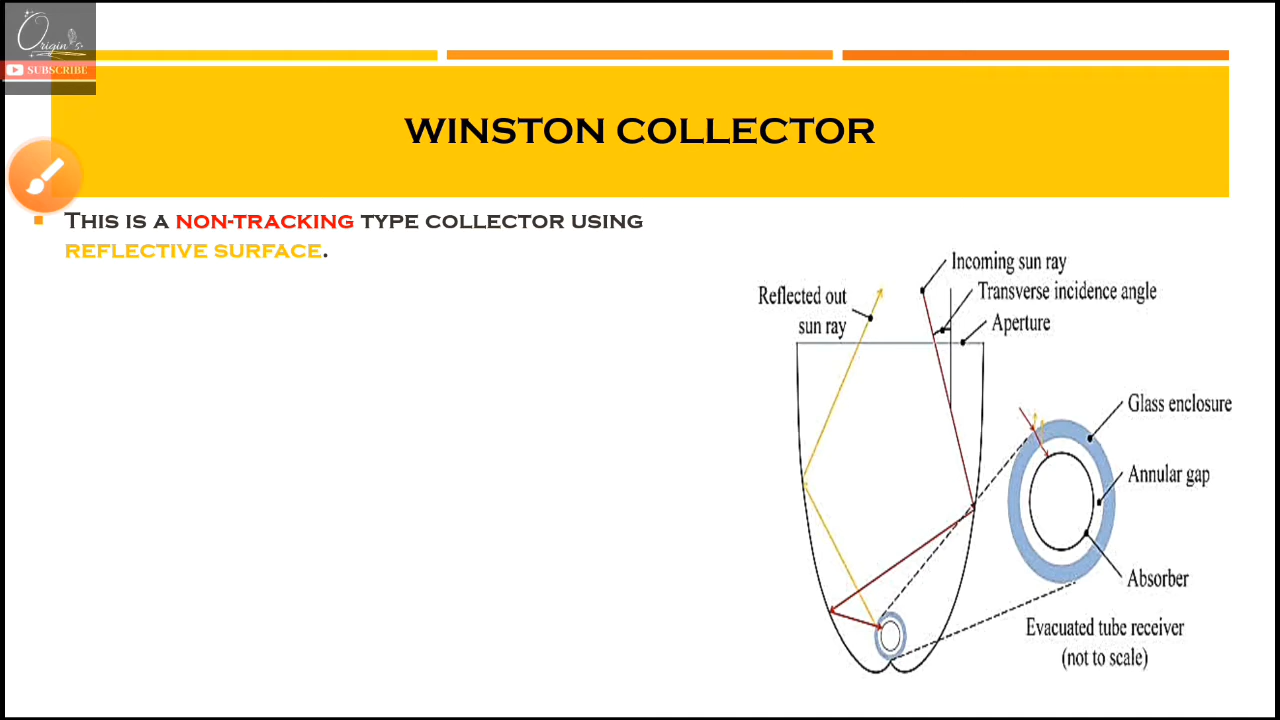 Origin's
SUBSCRIBE
WINSTON COLLECTOR
THIS IS A NON-TRACKING TYPE COLLECTOR USING
REFLECTIVE SURFACE.
Incoming sun ray
Reflected out
sun ray
Transverse incidence angle
Aperture
Glass enclosure
Annular gap
Absorber
Evacuated tube receiver
(not to scale)